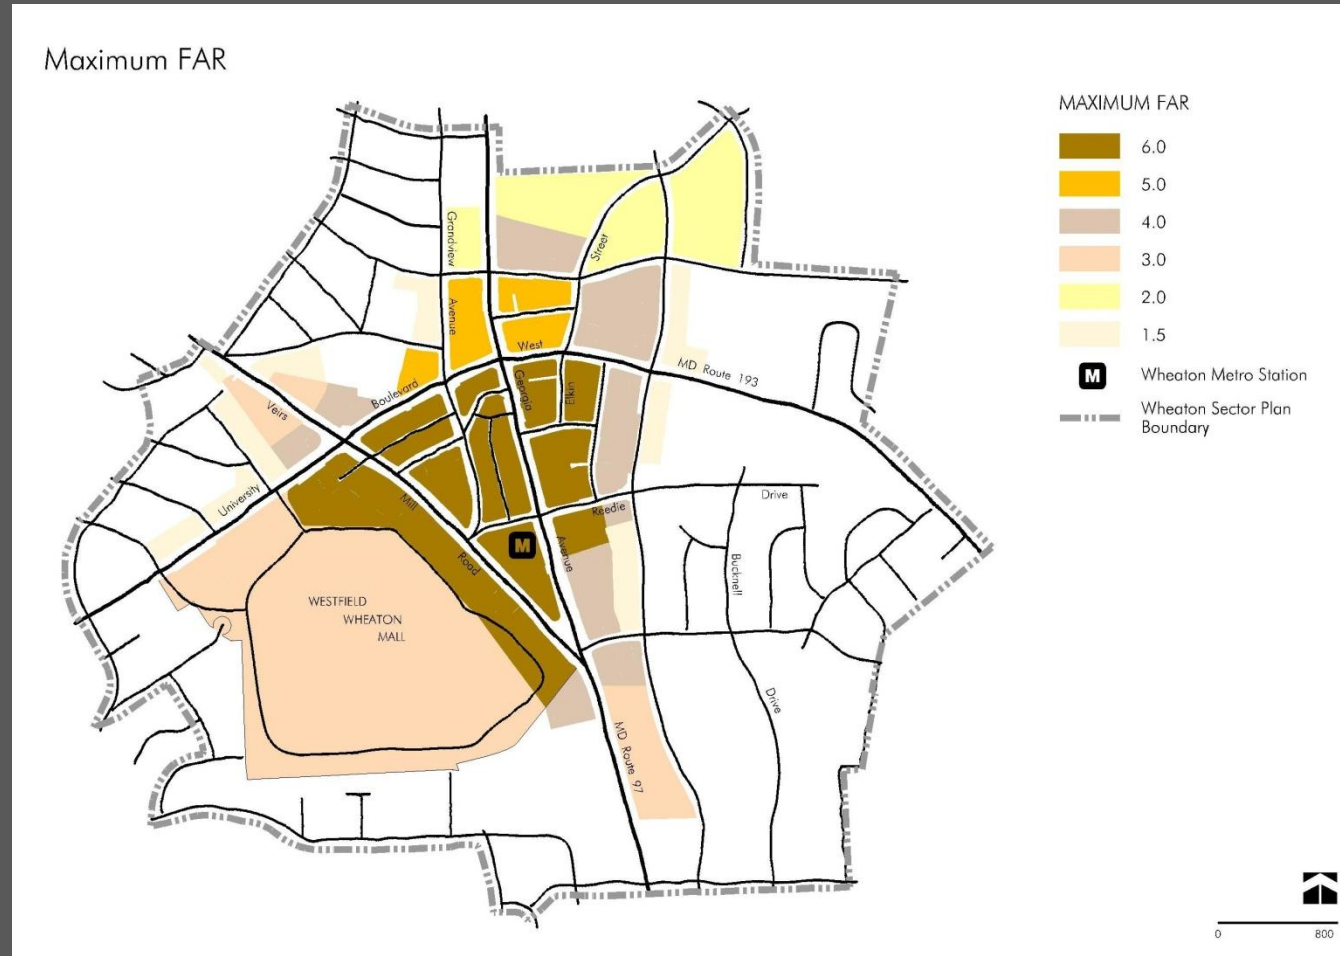 Maximum FAR
MAXIMUM FAR
6.0
5.0
4.0
3.0
2.0
1.5
M
Wheaton Metro Station
Wheaton Sector Plan
Boundary
Grandview
Avenue
Street
West
MD Route 193
Boulevard
Georgia
Elkin
Veirs
University
Mill
Road
Reedie
Drive
M
Avenue
Bucknell
WESTFIELD
WHEATON
MALL
Drive
MD Route 97
0 800